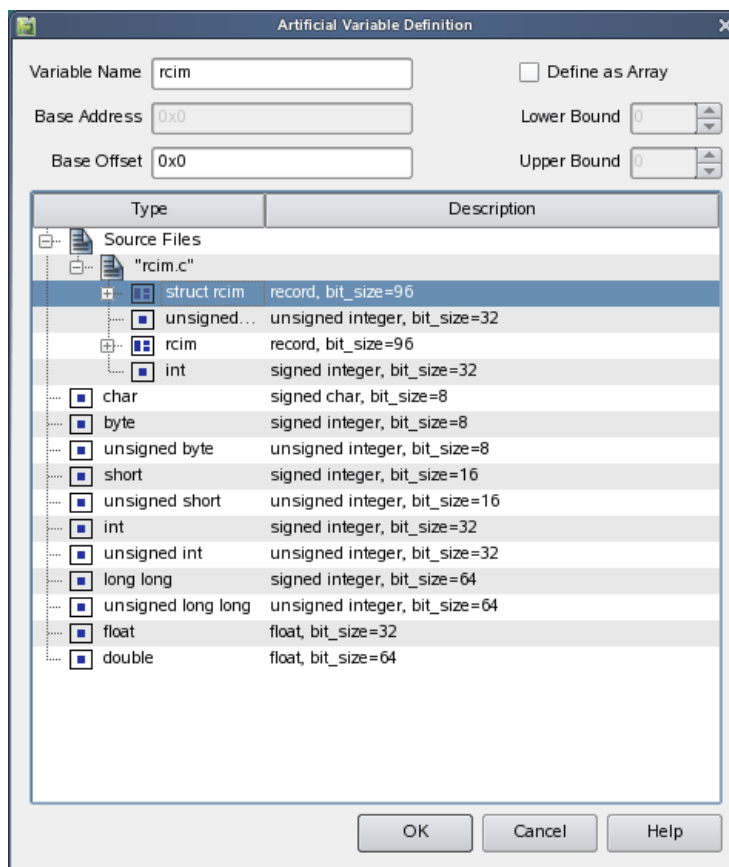 Artificial Variable Definition
Variable Name rcim Define as Array
Base Address 0x0 Lower Bound 0
Base Offset 0x0 Upper Bound 0
Type Description
Source Files
"rcim.c"
struct rcim record, bit_size=96
unsigned... unsigned integer, bit_size=32
rcim record, bit_size=96
int signed integer, bit_size=32
char signed char, bit_size=8
byte signed integer, bit_size=8
unsigned byte unsigned integer, bit_size=8
short signed integer, bit_size=16
unsigned short unsigned integer, bit_size=16
int signed integer, bit_size=32
unsigned int unsigned integer, bit_size=32
long long signed integer, bit_size=64
unsigned long long unsigned integer, bit_size=64
float float, bit_size=32
double float, bit_size=64
OK Cancel Help